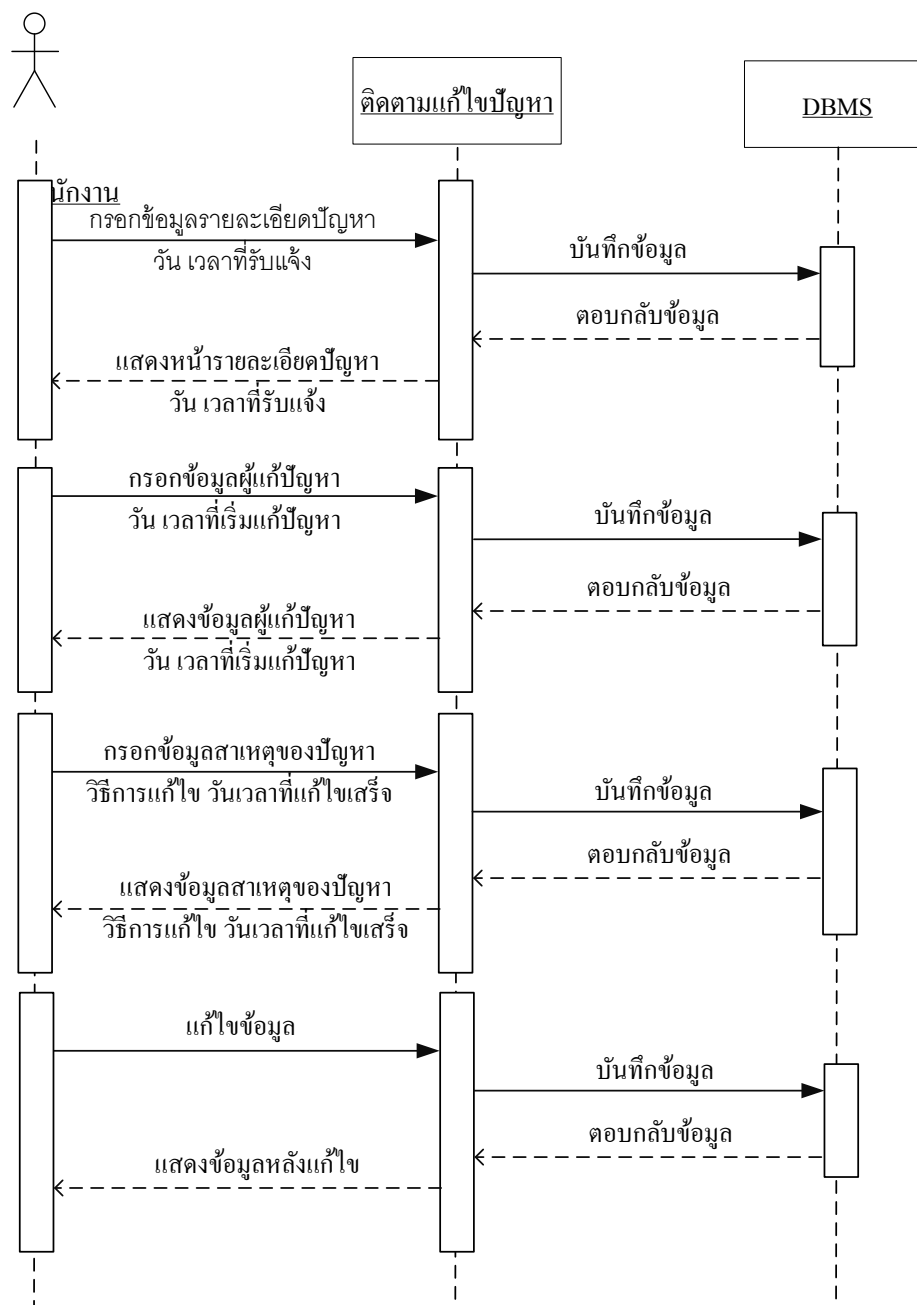 ติดตามแก้ไขปัญหา
DBMS
นักงาน
กรอกข้อมูลรายละเอียดปัญหา
วัน เวลาที่รับแจ้ง
บันทึกข้อมูล
ตอบกลับข้อมูล
แสดงหน้ารายละเอียดปัญหา
วัน เวลาที่รับแจ้ง
กรอกข้อมูลผู้แก้ปัญหา
วัน เวลาที่เริ่มแก้ปัญหา
บันทึกข้อมูล
ตอบกลับข้อมูล
แสดงข้อมูลผู้แก้ปัญหา
วัน เวลาที่เริ่มแก้ปัญหา
กรอกข้อมูลสาเหตุของปัญหา
วิธีการแก้ไข วันเวลาที่แก้ไขเสร็จ
บันทึกข้อมูล
ตอบกลับข้อมูล
แสดงข้อมูลสาเหตุของปัญหา
วิธีการแก้ไข วันเวลาที่แก้ไขเสร็จ
แก้ไขข้อมูล
บันทึกข้อมูล
ตอบกลับข้อมูล
แสดงข้อมูลหลังแก้ไข